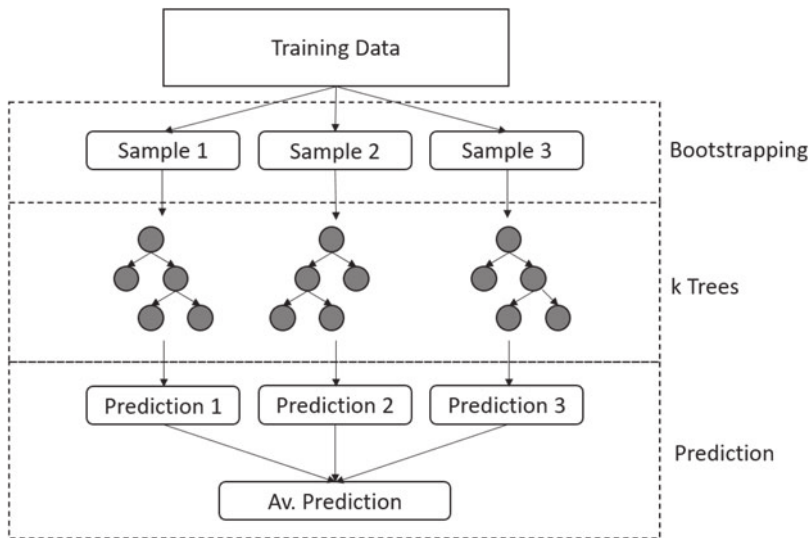 Training Data
Sample 1
Sample 2
Sample 3
Bootstrapping
k Trees
Prediction 1
Prediction 2
Prediction 3
Prediction
Av. Prediction